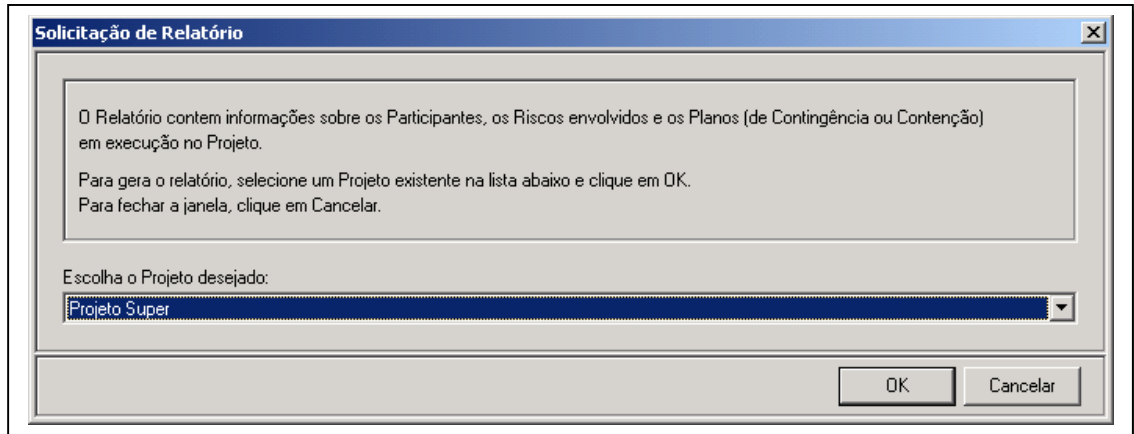 Solicitação de Relatório
O Relatório contem informações sobre os Participantes, os Riscos envolvidos e os Planos (de Contingência ou Contenção)
em execução no Projeto.
Para gera o relatório, selecione um Projeto existente na lista abaixo e clique em OK.
Para fechar a janela, clique em Cancelar.
Escolha o Projeto desejado:
Projeto Super
OK
Cancelar